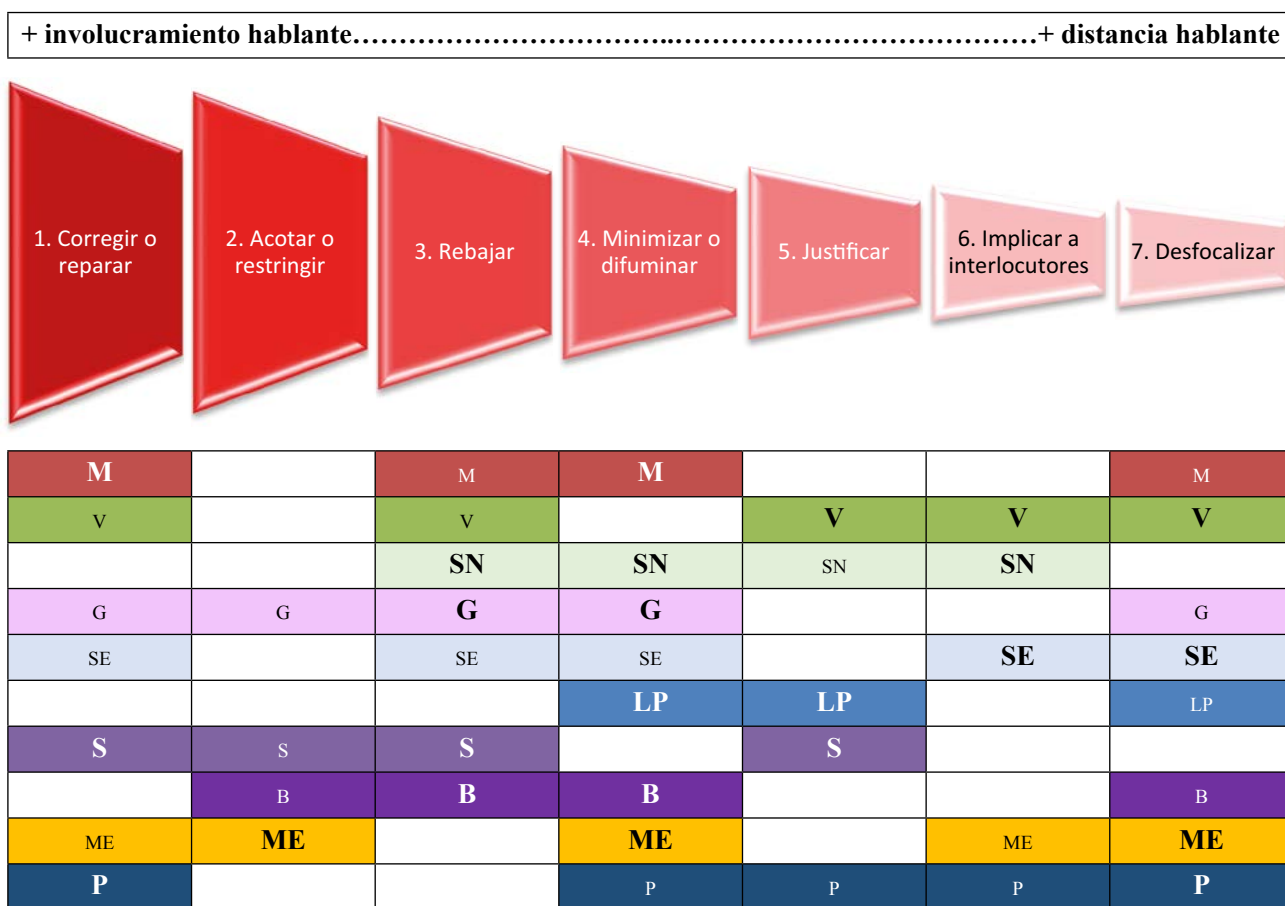 + involucramiento hablante……………………………...………………………………+ distancia hablante
1. Corregir o
reparar
2. Acotar o
restringir
3. Rebajar
4. Minimizar o
difuminar
5. Justificar
6. Implicar a
interlocutores
7. Desfocalizar
M M M M
V V V V V
SN SN SN SN
G G G G G
SE SE SE SE SE
LP LP LP
S S S S
B B B B
ME ME ME ME ME
P P P P P